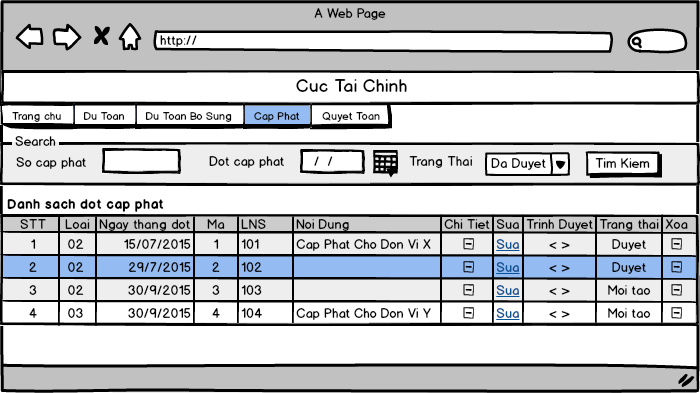 A Web Page
http://
Cuc Tai Chinh
Trang chu Du Toan Du Toan Bo Sung Cap Phat Quyet Toan
Search
So cap phat Dot cap phat / / Trang Thai Da Duyet Tim Kiem
Danh sach dot cap phat
STT Loai Ngay thang dot Ma LNS Noi Dung Chi Tiet Sua Trinh Duyet Trang thai Xoa
1 02 15/07/2015 1 101 Cap Phat Cho Don Vi X Sua < > Duyet
2 02 29/7/2015 2 102 Sua < > Duyet
3 02 30/9/2015 3 103 Sua < > Moi tao
4 03 30/9/2015 4 104 Cap Phat Cho Don Vi Y Sua < > Moi tao